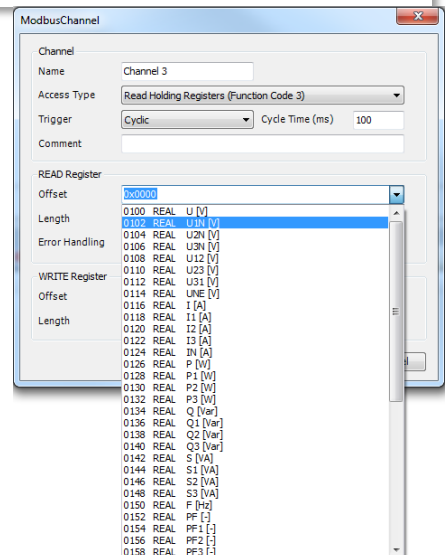 ModbusChannel
Channel
Name Channel 3
Access Type Read Holding Registers (Function Code 3)
Trigger Cyclic Cycle Time (ms) 100
Comment
READ Register
Offset 0x0000
Length
Error Handling
WRITE Register
Offset
Length
0100 REAL U [V]
0102 REAL U1N [V]
0104 REAL U2N [V]
0106 REAL U3N [V]
0108 REAL U12 [V]
0110 REAL U23 [V]
0112 REAL U31 [V]
0114 REAL UNE [V]
0116 REAL I [A]
0118 REAL I1 [A]
0120 REAL I2 [A]
0122 REAL I3 [A]
0124 REAL IN [A]
0126 REAL P [W]
0128 REAL P1 [W]
0130 REAL P2 [W]
0132 REAL P3 [W]
0134 REAL Q [Var]
0136 REAL Q1 [Var]
0138 REAL Q2 [Var]
0140 REAL Q3 [Var]
0142 REAL S [VA]
0144 REAL S1 [VA]
0146 REAL S2 [VA]
0148 REAL S3 [VA]
0150 REAL F [Hz]
0152 REAL PF [-]
0154 REAL PF1 [-]
0156 REAL PF2 [-]
0158 REAL PF3 [-]